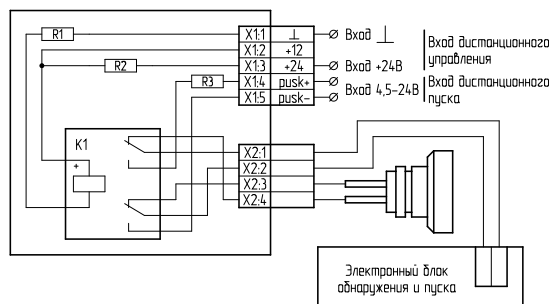 R1
X1:1 ⊥ Вход ⊥
X1:2 +12
R2
X1:3 +24 Вход +24В
Вход дистанционного
управления
R3
X1:4 pusk+
X1:5 pusk–
Вход 4,5–24В
Вход дистанционного
пуска
K1
+
X2:1
X2:2
X2:3
X2:4
Электронный блок
обнаружения и пуска